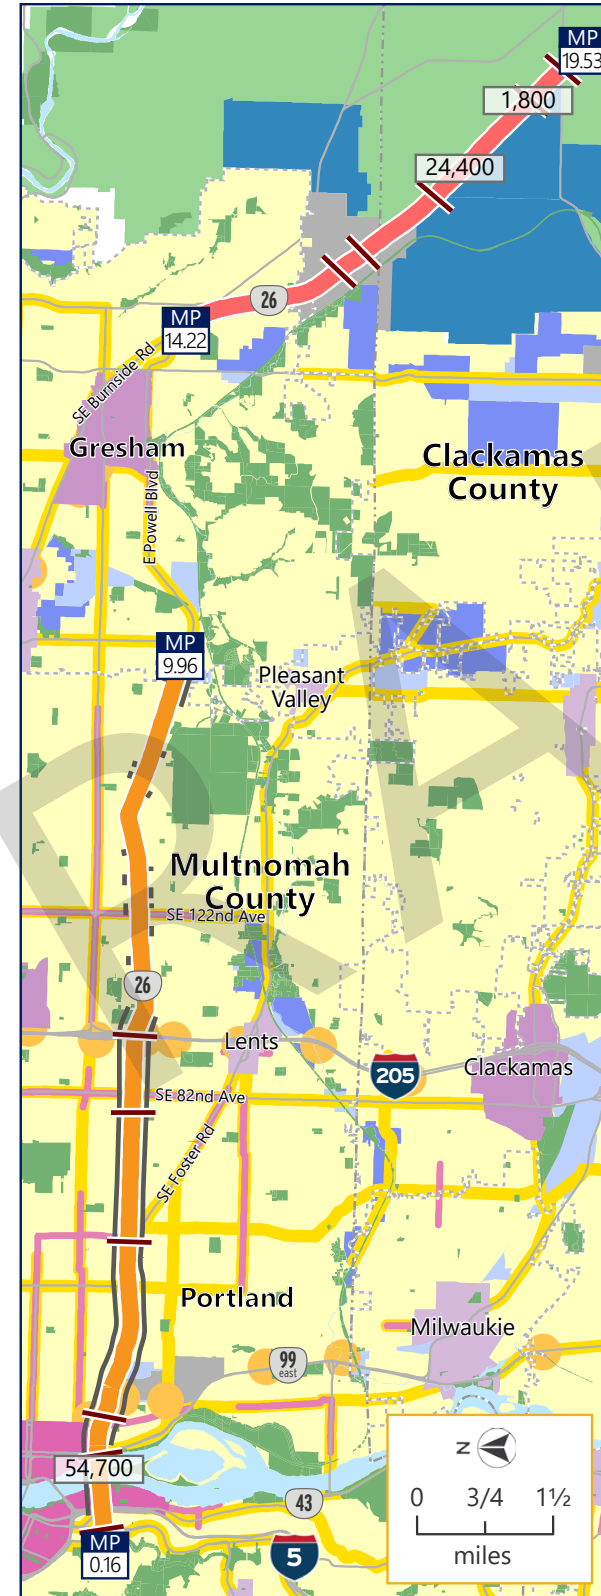 MP
19.53
1,800
24,400
26
MP
14.22
SE Burnside Rd
Gresham
Clackamas
County
E Powell Blvd
MP
9.96
Pleasant
Valley
Multnomah
County
SE 122nd Ave
26
Lents
205
Clackamas
SE 82nd Ave
SE Foster Rd
Portland
Milwaukie
99
east
54,700
43
MP
0.16
5
N
0 3/4 1½
miles
R A